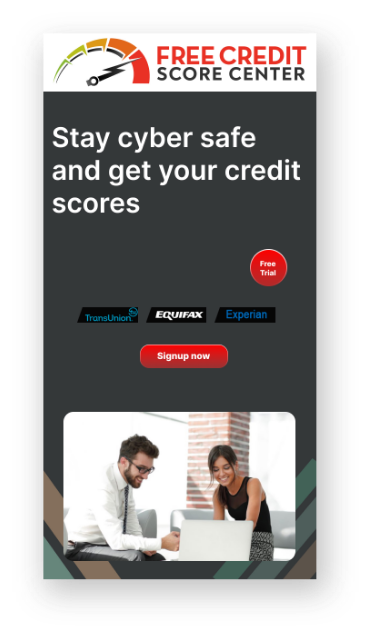 FREE CREDIT
SCORE CENTER
Stay cyber safe
and get your credit
scores
Free
Trial
TransUnion
EQUIFAX
Experian
Signup now